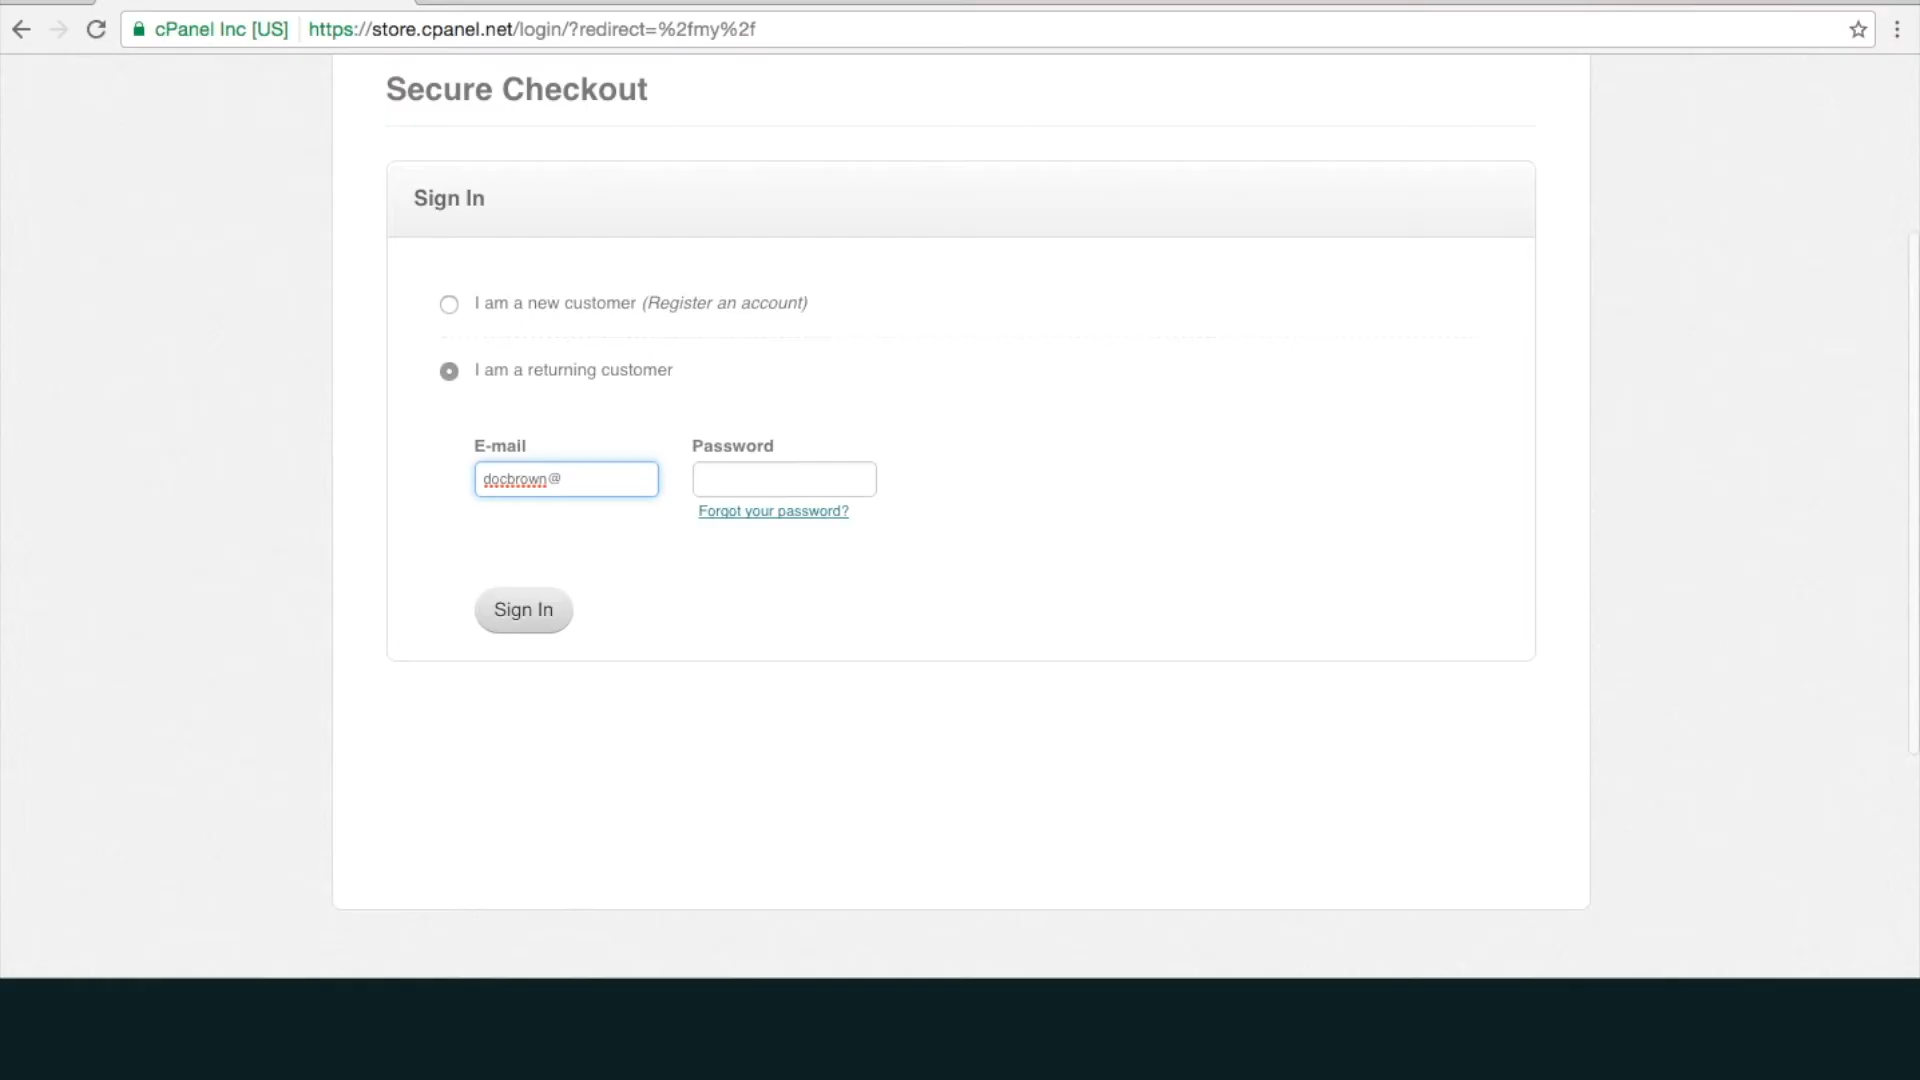 cPanel Inc [US] https://store.cpanel.net/login/?redirect=%2fmy%2f
Secure Checkout
Sign In
I am a new customer (Register an account)
I am a returning customer
E-mail Password
docbrown@
Forgot your password?
Sign In